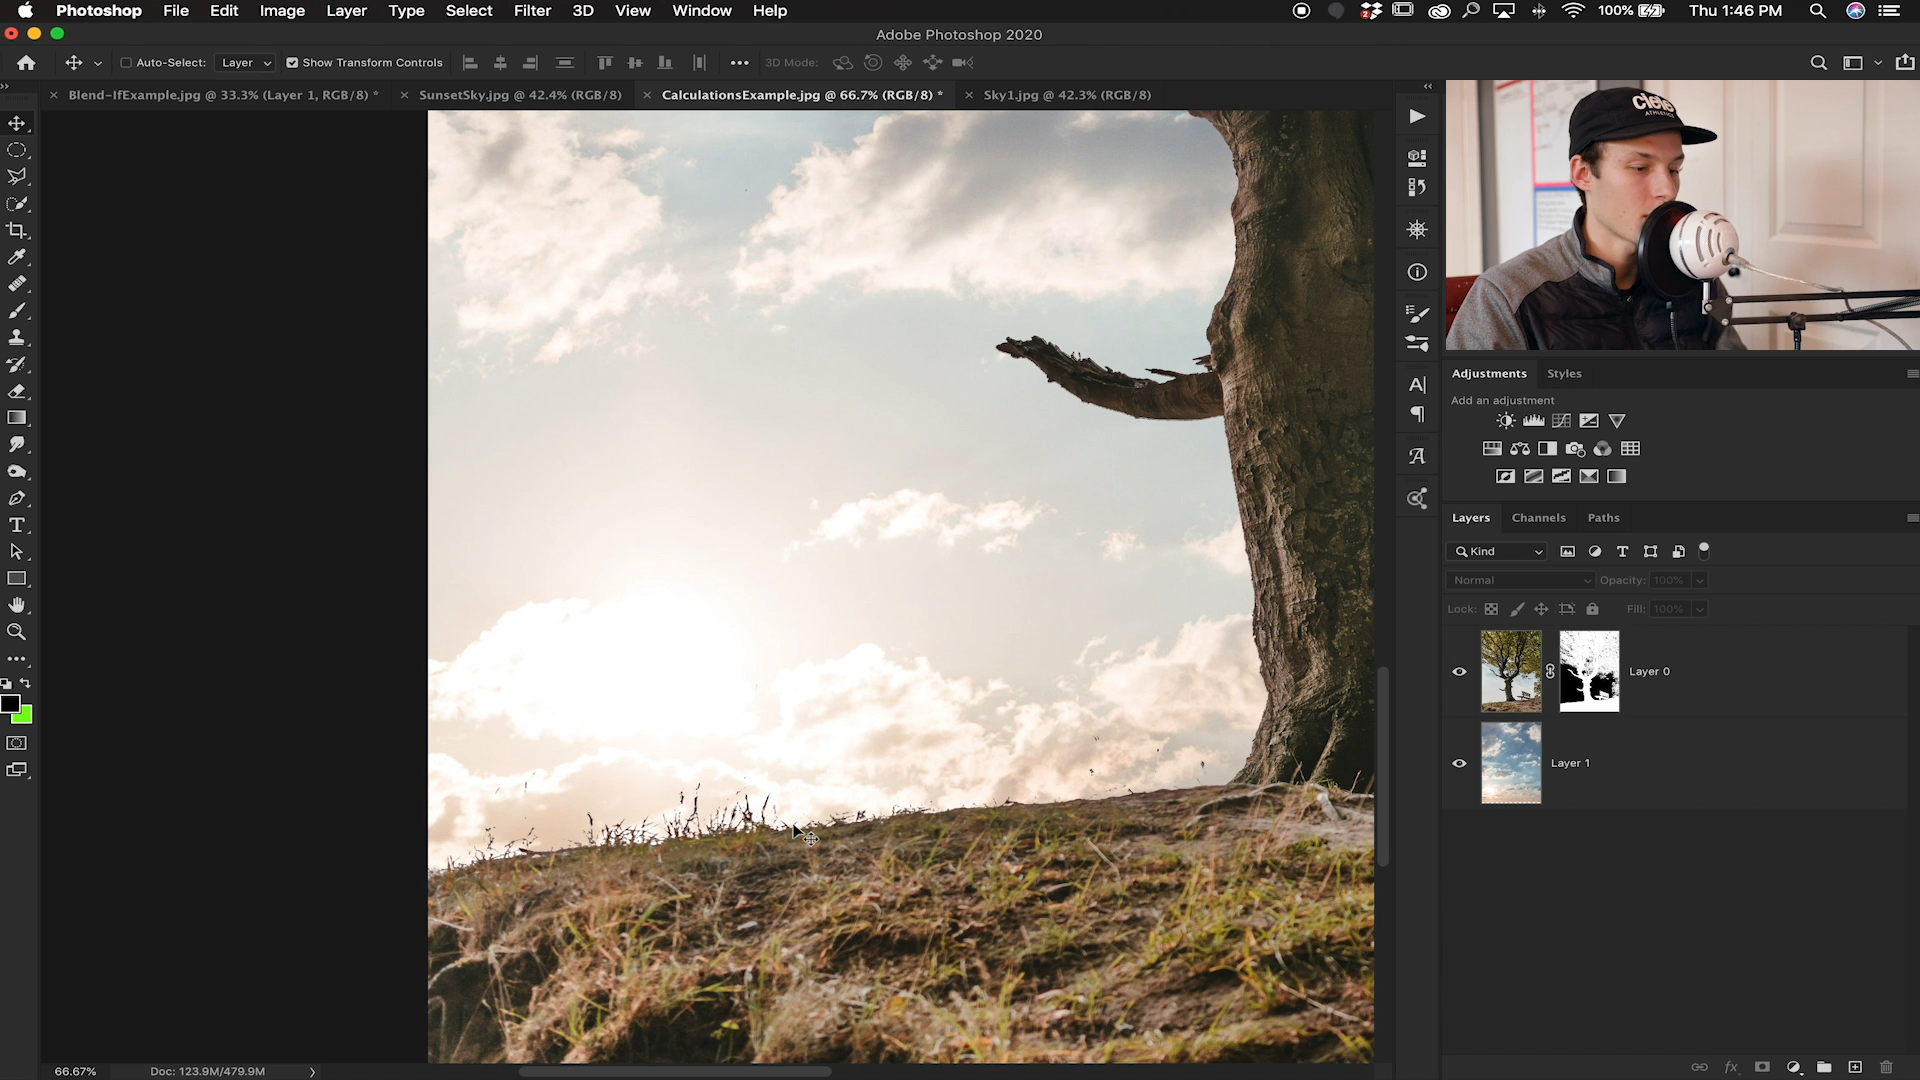 Photoshop File Edit Image Layer Type Select Filter 3D View Window Help 2 100% Thu 1:46 PM
Adobe Photoshop 2020
Auto-Select: Layer Show Transform Controls 3D Mode:
Blend-IfExample.jpg @ 33.3% (Layer 1, RGB/8) * SunsetSky.jpg @ 42.4% (RGB/8) CalculationsExample.jpg @ 66.7% (RGB/8) * Sky1.jpg @ 42.3% (RGB/8)
ciele
ATHLETICS
Adjustments Styles
Add an adjustment
Layers Channels Paths
Kind
Normal Opacity: 100%
Lock: Fill: 100%
Layer 0
Layer 1
66.67% Doc: 123.9M/479.9M